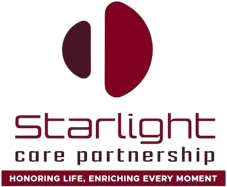 Starlight
care partnership
HONORING LIFE, ENRICHING EVERY MOMENT